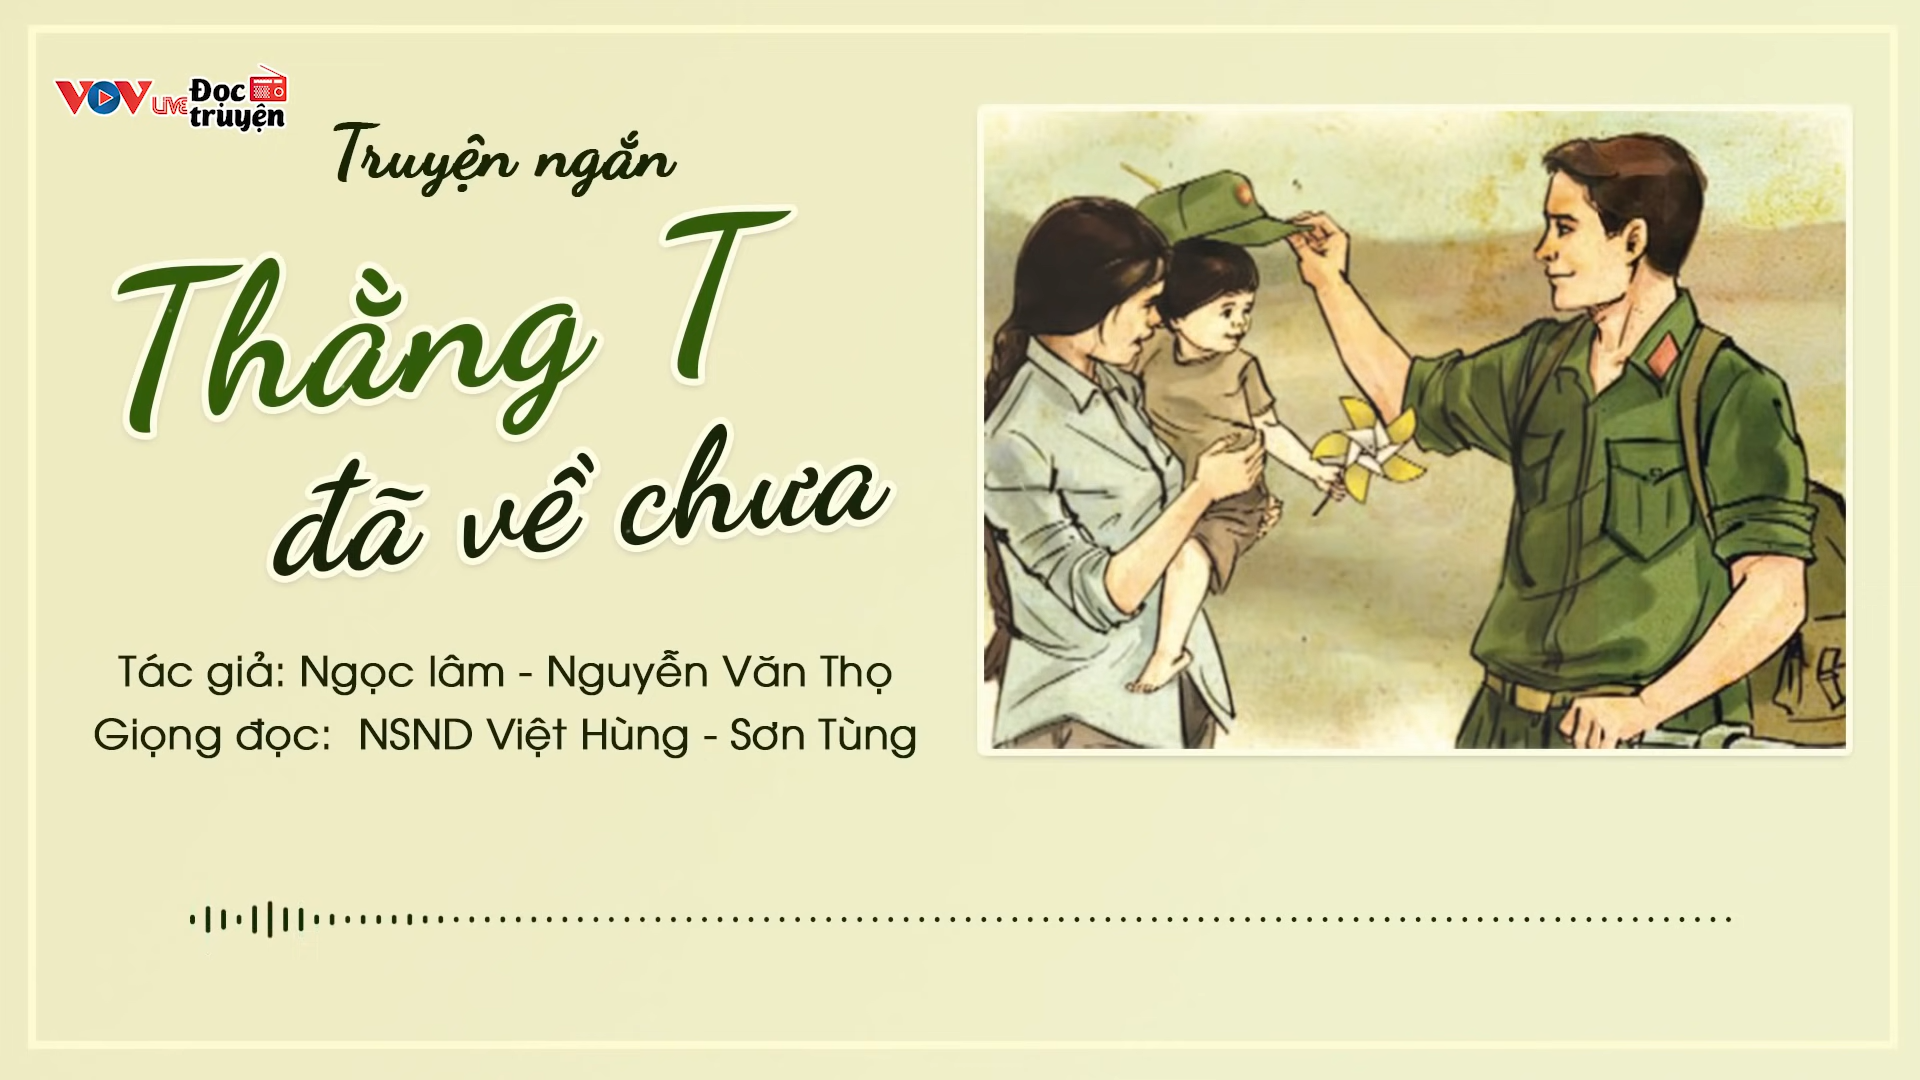 VOV LIVE Đọc
truyện
Truyện ngắn
Thằng T
đã về chưa
Tác giả: Ngọc lâm - Nguyễn Văn Thọ
Giọng đọc: NSND Việt Hùng - Sơn Tùng